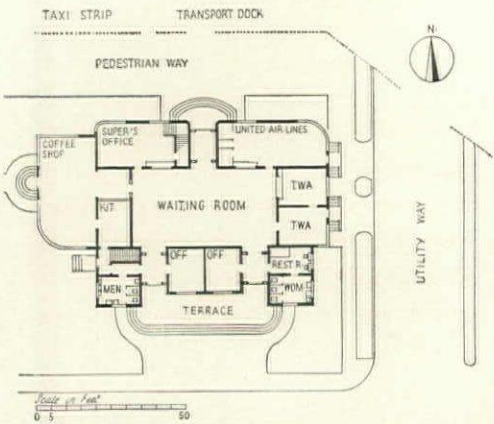 TAXI STRIP
TRANSPORT DOCK
N
PEDESTRIAN WAY
SUPER'S
OFFICE
UNITED AIR LINES
COFFEE
SHOP
TWA
KIT.
WAITING ROOM
TWA
UTILITY WAY
OFF
OFF
REST R.
MEN
WOM
TERRACE
Scale in Feet
0 5 50